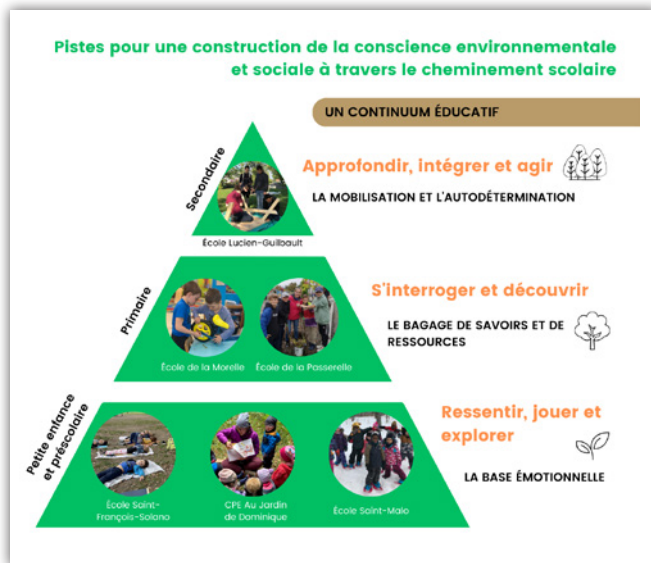 Pistes pour une construction de la conscience environnementale
et sociale à travers le cheminement scolaire
UN CONTINUUM ÉDUCATIF
Secondaire
École Lucien-Guilbault
Approfondir, intégrer et agir
LA MOBILISATION ET L'AUTODÉTERMINATION
Primaire
École de la Morelle
École de la Passerelle
S'interroger et découvrir
LE BAGAGE DE SAVOIRS ET DE
RESSOURCES
Petite enfance
et préscolaire
École Saint-
François-Solano
CPE Au Jardin
de Dominique
École Saint-Malo
Ressentir, jouer et
explorer
LA BASE ÉMOTIONNELLE